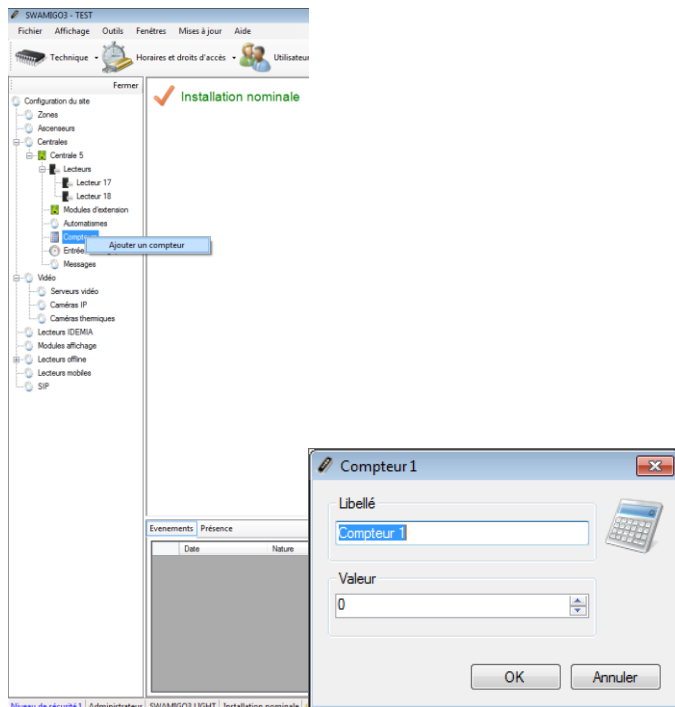 SWAMIGO3 - TEST
Fichier Affichage Outils Fenêtres Mises à jour Aide
Technique Horaires et droits d'accès Utilisateur
Fermer
Installation nominale
Configuration du site
Zones
Ascenseurs
Centrales
Centrale 5
Lecteurs
Lecteur 17
Lecteur 18
Modules d'extension
Automatismes
Compteurs
Ajouter un compteur
Entrée
Messages
Vidéo
Serveurs vidéo
Caméras IP
Caméras thermiques
Lecteurs IDEMIA
Modules affichage
Lecteurs offline
Lecteurs mobiles
SIP
Evenements Présence
Date Nature
Niveau de sécurité 1 Administrateur SWAMIGO3 LIGHT Installation nominale
Compteur 1
Libellé
Compteur 1
Valeur
0
OK Annuler